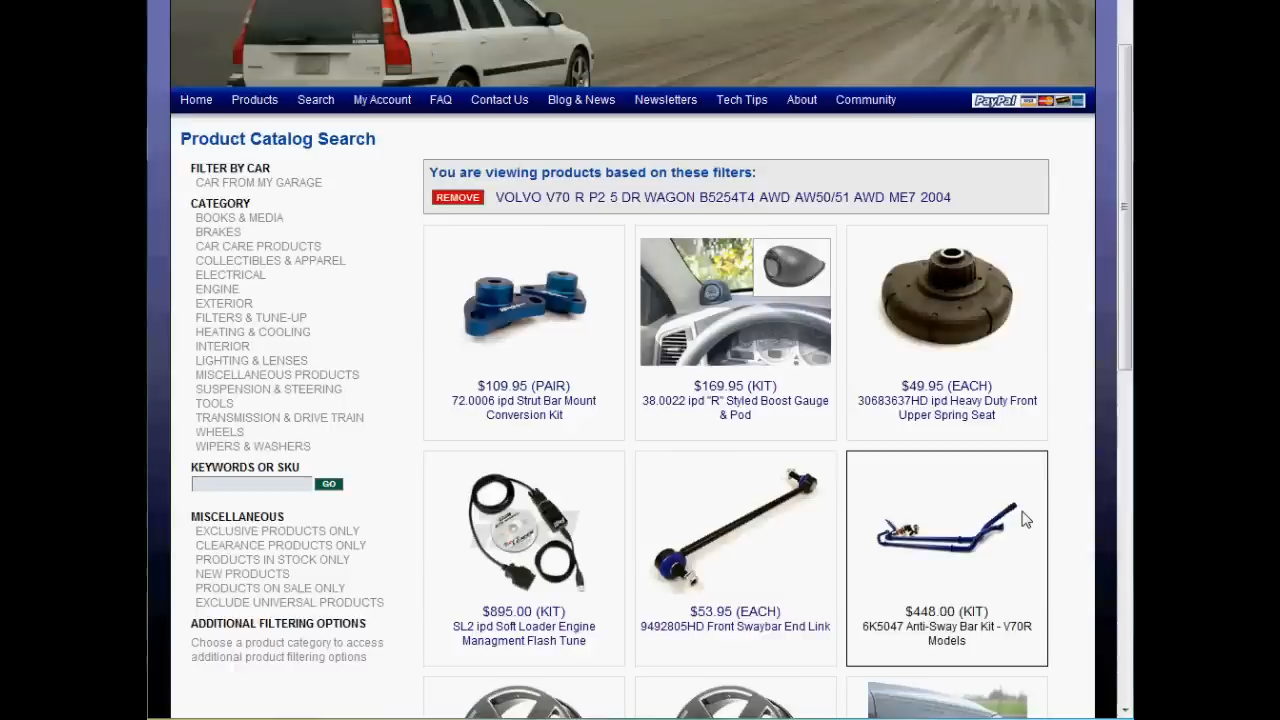 Home Products Search My Account FAQ Contact Us Blog & News Newsletters Tech Tips About Community PayPal
Product Catalog Search
FILTER BY CAR
CAR FROM MY GARAGE
CATEGORY
BOOKS & MEDIA
BRAKES
CAR CARE PRODUCTS
COLLECTIBLES & APPAREL
ELECTRICAL
ENGINE
EXTERIOR
FILTERS & TUNE-UP
HEATING & COOLING
INTERIOR
LIGHTING & LENSES
MISCELLANEOUS PRODUCTS
SUSPENSION & STEERING
TOOLS
TRANSMISSION & DRIVE TRAIN
WHEELS
WIPERS & WASHERS
KEYWORDS OR SKU
GO
MISCELLANEOUS
EXCLUSIVE PRODUCTS ONLY
CLEARANCE PRODUCTS ONLY
PRODUCTS IN STOCK ONLY
NEW PRODUCTS
PRODUCTS ON SALE ONLY
EXCLUDE UNIVERSAL PRODUCTS
ADDITIONAL FILTERING OPTIONS
Choose a product category to access
additional product filtering options
You are viewing products based on these filters:
REMOVE VOLVO V70 R P2 5 DR WAGON B5254T4 AWD AW50/51 AWD ME7 2004
$109.95 (PAIR)
72.0006 ipd Strut Bar Mount
Conversion Kit
$169.95 (KIT)
38.0022 ipd "R" Styled Boost Gauge
& Pod
$49.95 (EACH)
30683637HD ipd Heavy Duty Front
Upper Spring Seat
$895.00 (KIT)
SL2 ipd Soft Loader Engine
Managment Flash Tune
$53.95 (EACH)
9492805HD Front Swaybar End Link
$448.00 (KIT)
6K5047 Anti-Sway Bar Kit - V70R
Models